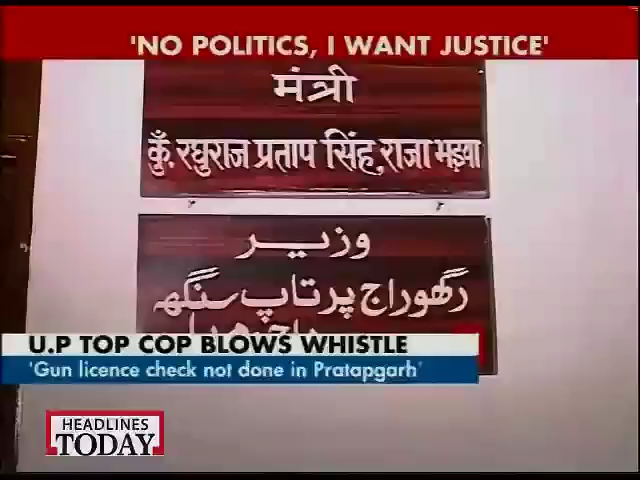 'NO POLITICS, I WANT JUSTICE'
मंत्री
कुँ. रघुराज प्रताप सिंह, राजा भइया
وزیر
رگھوراج پرتاپ سنگھ
U.P TOP COP BLOWS WHISTLE
'Gun licence check not done in Pratapgarh'
HEADLINES
TODAY